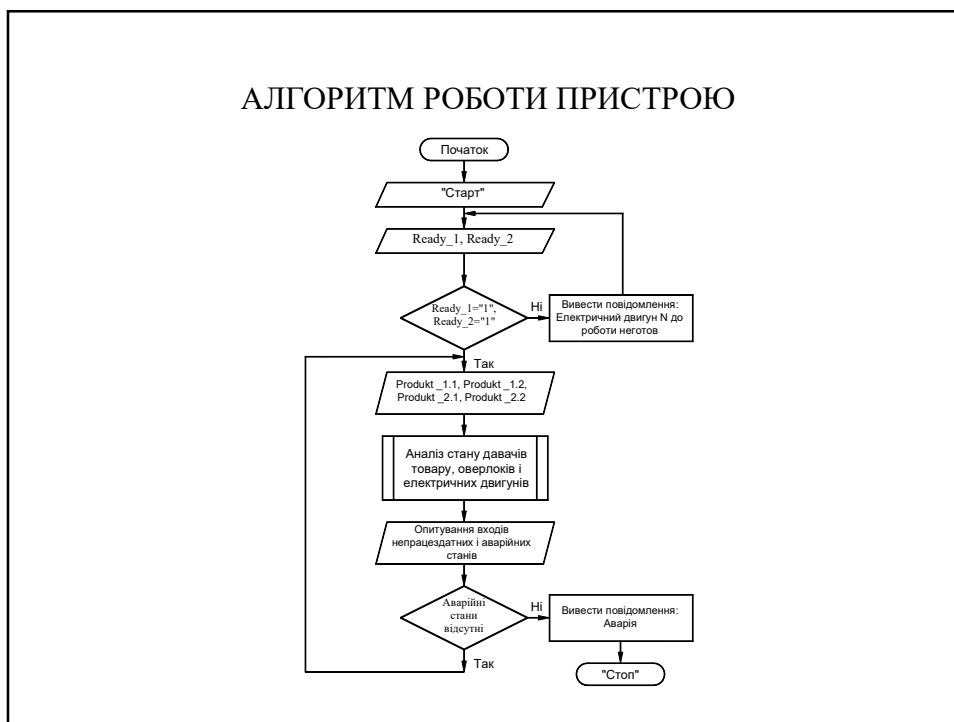 АЛГОРИТМ РОБОТИ ПРИСТРОЮ
Початок
"Старт"
Ready_1, Ready_2
Ready_1="1",
Ready_2="1"
Ні
Вивести повідомлення:
Електричний двигун N до
роботи неготов
Так
Produkt _1.1, Produkt _1.2,
Produkt _2.1, Produkt _2.2
Аналіз стану давачів
товару, оверлоків і
електричних двигунів
Опитування входів
непрацездатних і аварійних
станів
Аварійні
стани
відсутні
Ні
Вивести повідомлення:
Аварія
Так
"Стоп"